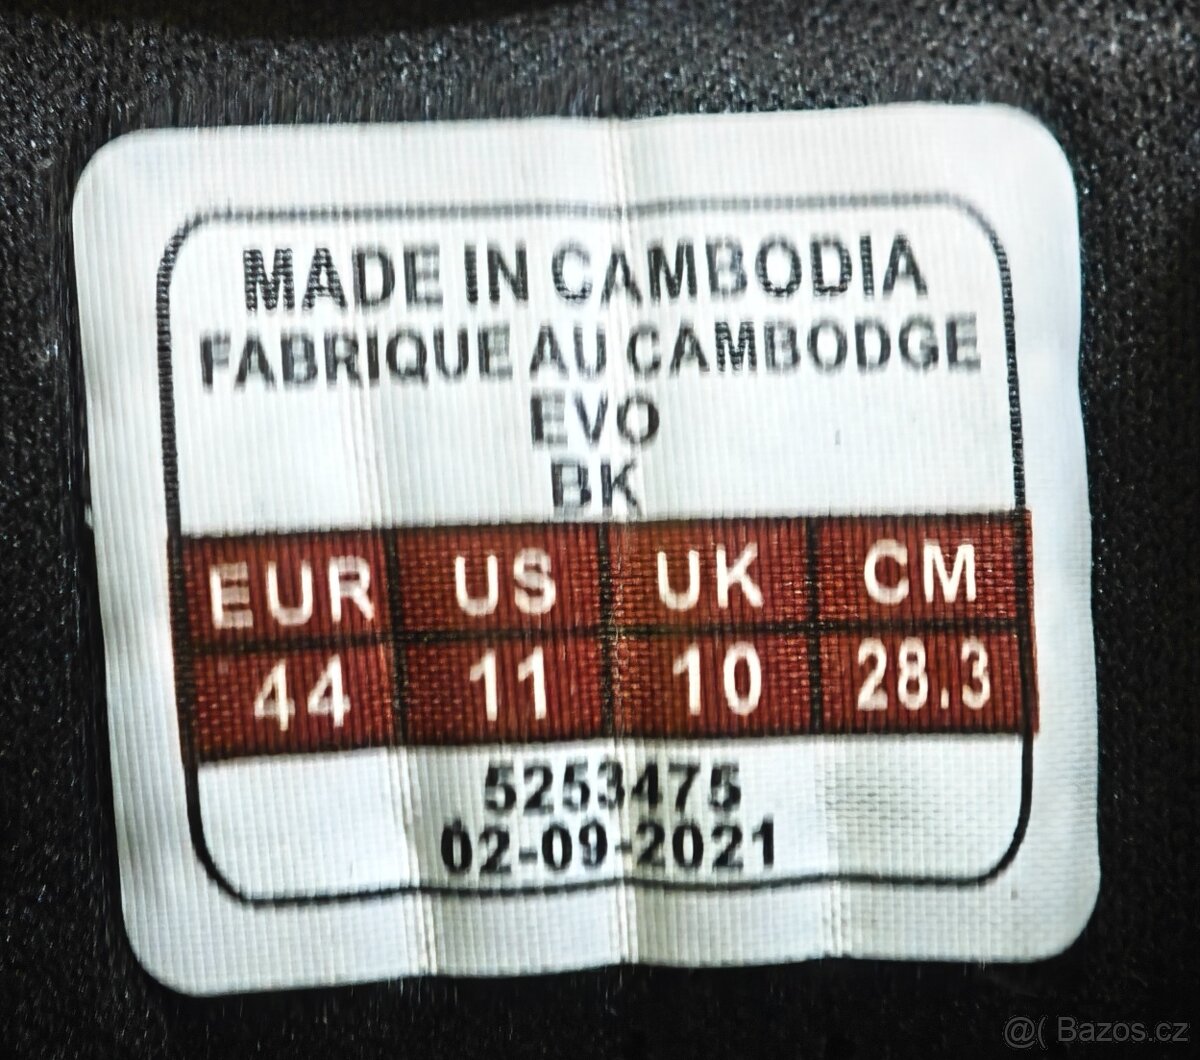 MADE IN CAMBODIA
FABRIQUE AU CAMBODGE
EVO
BK
EUR US UK CM
44 11 10 28.3
5253475
02-09-2021
@( Bazos.cz